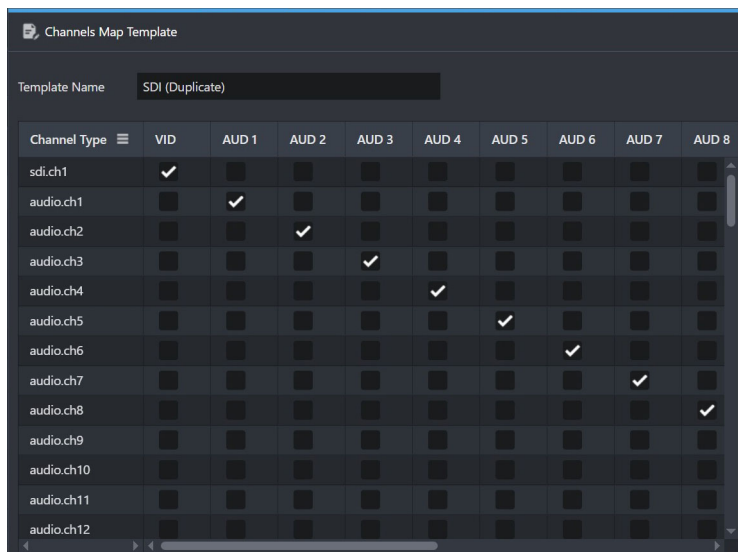 Channels Map Template
Template Name SDI (Duplicate)
Channel Type VID AUD 1 AUD 2 AUD 3 AUD 4 AUD 5 AUD 6 AUD 7 AUD 8
sdi.ch1
audio.ch1
audio.ch2
audio.ch3
audio.ch4
audio.ch5
audio.ch6
audio.ch7
audio.ch8
audio.ch9
audio.ch10
audio.ch11
audio.ch12